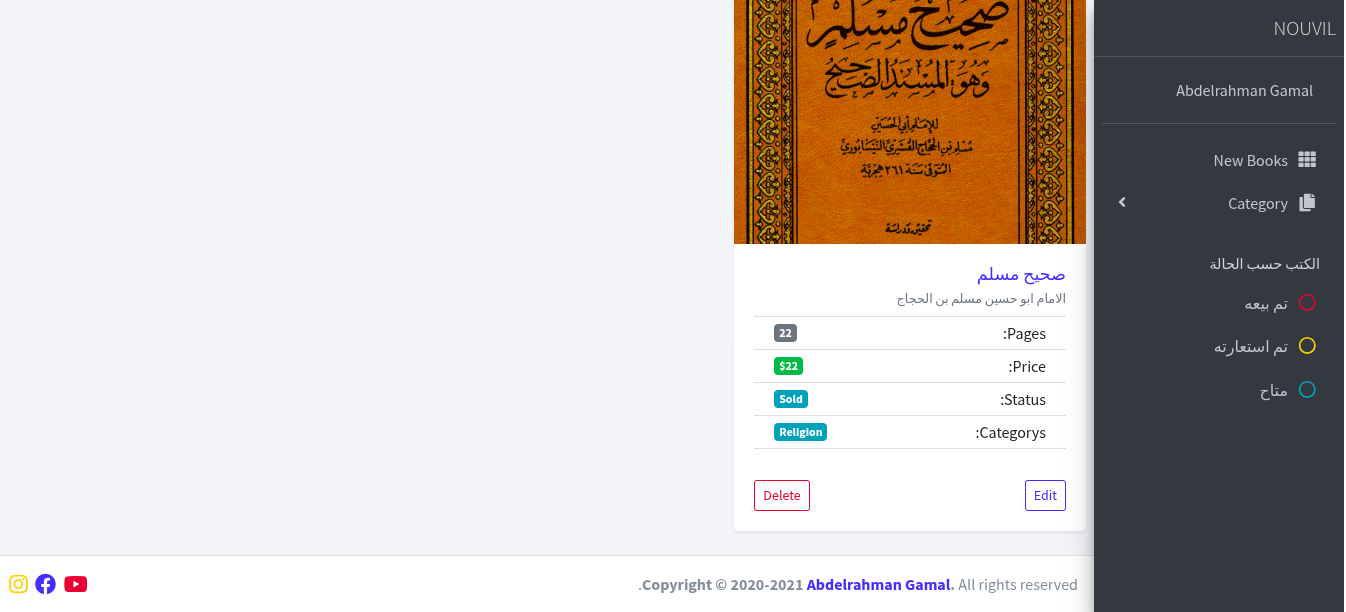 NOUVIL
Abdelrahman Gamal
New Books
Category
الكتب حسب الحالة
تم بيعه
تم استعارته
متاح
صحيح مسلم
وهو المسند الصحيح
للإمام أبي الحسين
مسلم بن الحجاج القشيري النيسابوري
المتوفى سنة ٢٦١ هجرية
تحقيق ودراسة
صحيح مسلم
الامام ابو حسين مسلم بن الحجاج
:Pages 22
:Price $22
:Status Sold
:Categorys Religion
Edit Delete
.Copyright © 2020-2021 Abdelrahman Gamal. All rights reserved